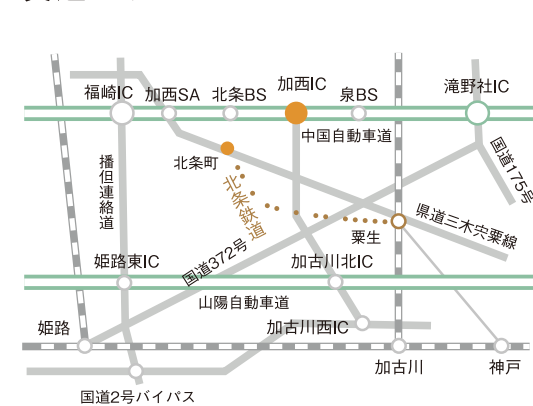 福崎IC
加西SA
北条BS
加西IC
泉BS
滝野社IC
中国自動車道
国道175号
播但連絡道
北条町
北条鉄道
県道三木宍粟線
粟生
国道372号
姫路東IC
加古川北IC
山陽自動車道
姫路
加古川西IC
加古川
神戸
国道2号バイパス